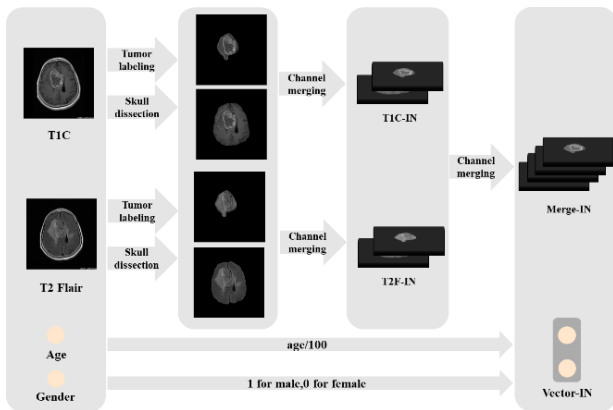 T1C
Tumor
labeling
Skull
dissection
Channel
merging
T1C-IN
T2 Flair
Tumor
labeling
Skull
dissection
Channel
merging
T2F-IN
Channel
merging
Merge-IN
Age
age/100
Gender
1 for male,0 for female
Vector-IN